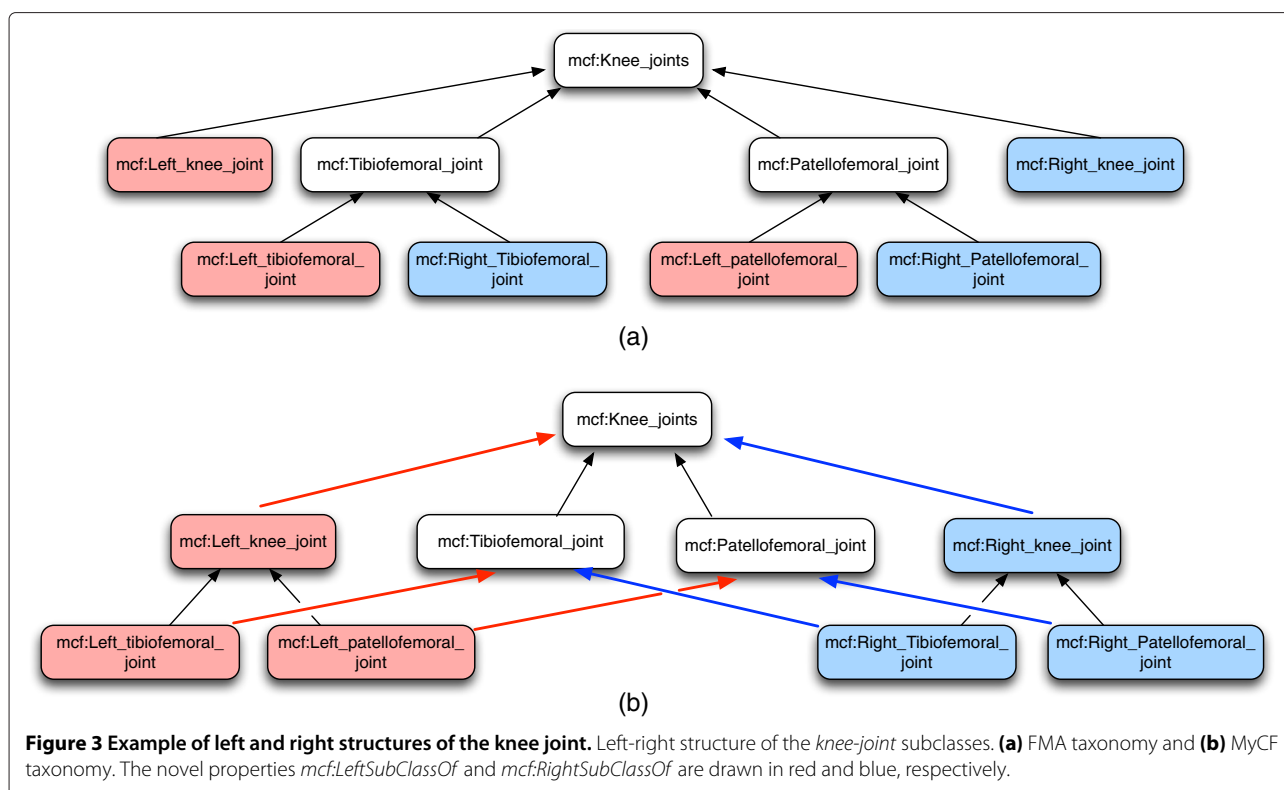 mcf:Knee_joints
mcf:Left_knee_joint
mcf:Tibiofemoral_joint
mcf:Patellofemoral_joint
mcf:Right_knee_joint
mcf:Left_tibiofemoral_
joint
mcf:Right_Tibiofemoral_
joint
mcf:Left_patellofemoral_
joint
mcf:Right_Patellofemoral_
joint
(a)
mcf:Knee_joints
mcf:Left_knee_joint
mcf:Tibiofemoral_joint
mcf:Patellofemoral_joint
mcf:Right_knee_joint
mcf:Left_tibiofemoral_
joint
mcf:Left_patellofemoral_
joint
mcf:Right_Tibiofemoral_
joint
mcf:Right_Patellofemoral_
joint
(b)
Figure 3 Example of left and right structures of the knee joint. Left-right structure of the knee-joint subclasses. (a) FMA taxonomy and (b) MyCF
taxonomy. The novel properties mcf:LeftSubClassOf and mcf:RightSubClassOf are drawn in red and blue, respectively.